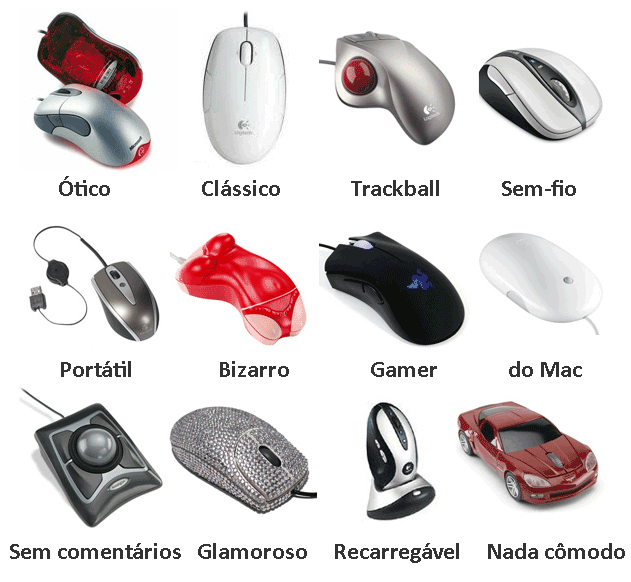 Ótico Clássico Trackball Sem-fio
Portátil Bizarro Gamer do Mac
Sem comentários Glamoroso Recarregável Nada cômodo